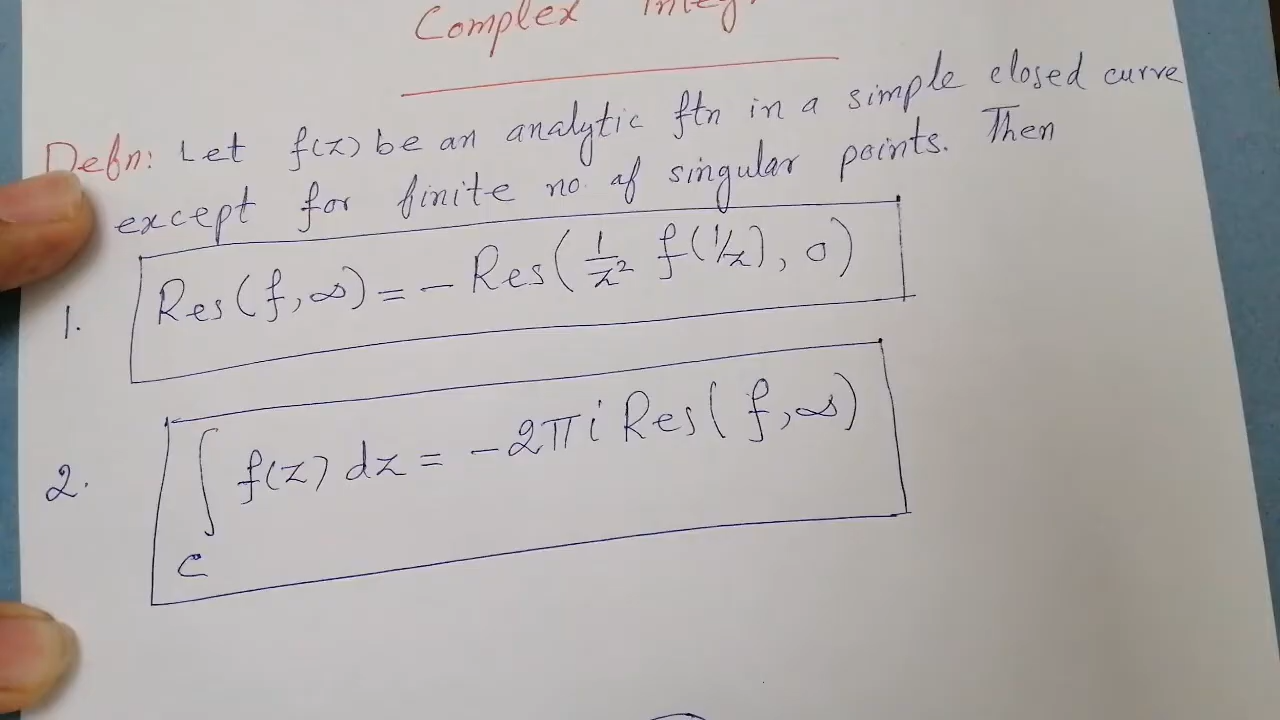 Complex Integ
Defn: Let f(z) be an analytic ftn in a simple closed curve
except for finite no. of singular points. Then
1. Res(f,∞) = - Res(1/z² f(1/z), 0)
2. ∫_C f(z) dz = -2πi Res(f,∞)